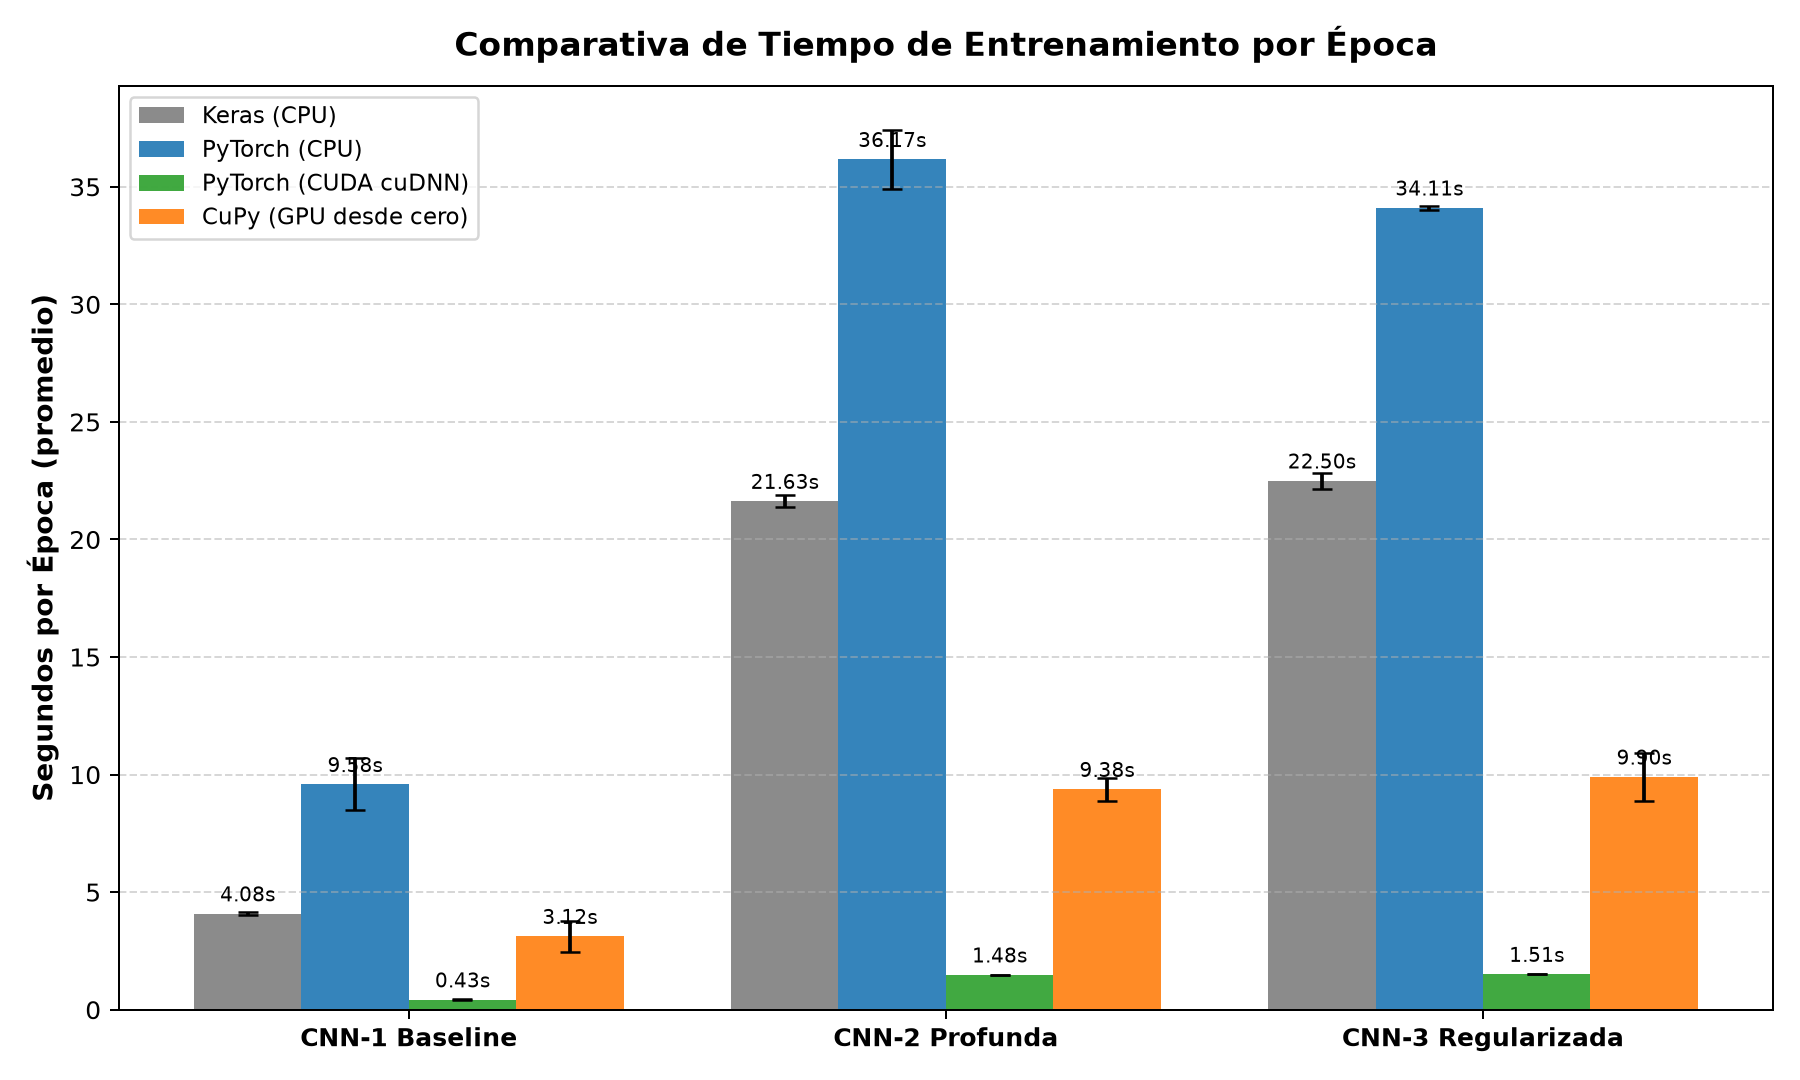 Comparativa de Tiempo de Entrenamiento por Época
Keras (CPU)
PyTorch (CPU)
PyTorch (CUDA cuDNN)
CuPy (GPU desde cero)
Segundos por Época (promedio)
35
30
25
20
15
10
5
0
4.08s
9.58s
0.43s
3.12s
21.63s
36.17s
1.48s
9.38s
22.50s
34.11s
1.51s
9.90s
CNN-1 Baseline
CNN-2 Profunda
CNN-3 Regularizada